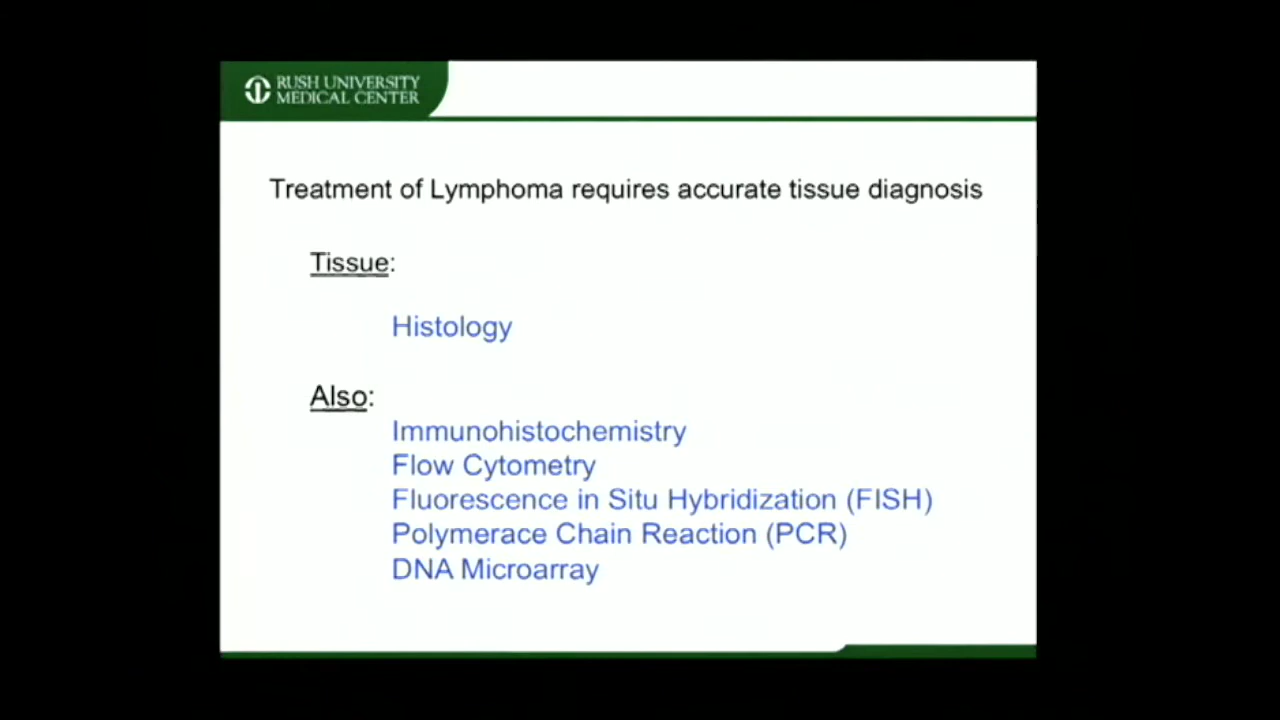 RUSH UNIVERSITY
MEDICAL CENTER
Treatment of Lymphoma requires accurate tissue diagnosis
Tissue:
Histology
Also:
Immunohistochemistry
Flow Cytometry
Fluorescence in Situ Hybridization (FISH)
Polymerace Chain Reaction (PCR)
DNA Microarray